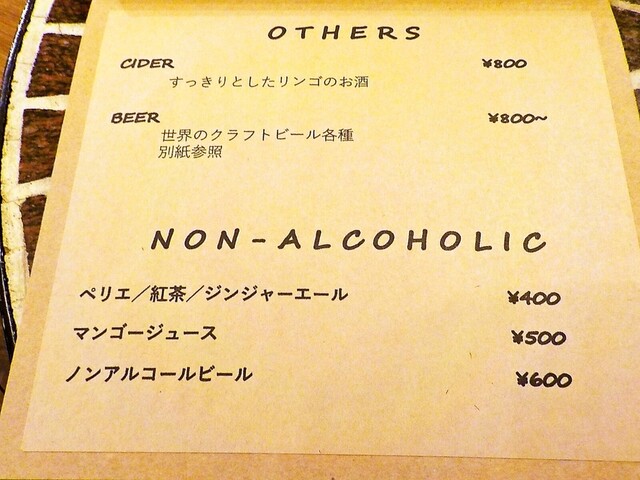 OTHERS
CIDER ¥800
すっきりとしたリンゴのお酒
BEER ¥800~
世界のクラフトビール各種
別紙参照
NON-ALCOHOLIC
ペリエ／紅茶／ジンジャーエール ¥400
マンゴージュース ¥500
ノンアルコールビール ¥600